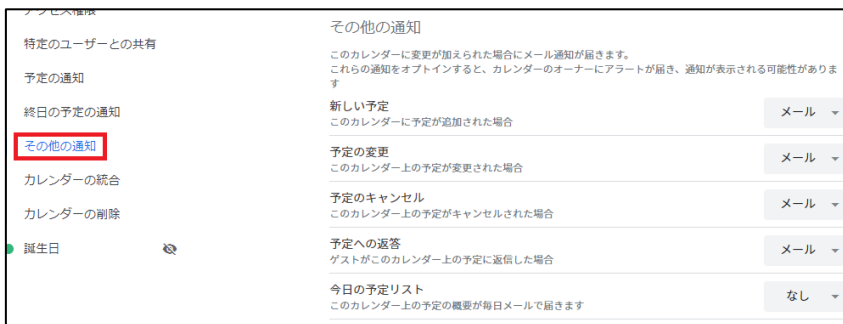 アクセス権限
特定のユーザーとの共有
予定の通知
終日の予定の通知
その他の通知
カレンダーの統合
カレンダーの削除
誕生日
その他の通知
このカレンダーに変更が加えられた場合にメール通知が届きます。
これらの通知をオプトインすると、カレンダーのオーナーにアラートが届き、通知が表示される可能性がありま
す
新しい予定
このカレンダーに予定が追加された場合
メール
予定の変更
このカレンダー上の予定が変更された場合
メール
予定のキャンセル
このカレンダー上の予定がキャンセルされた場合
メール
予定への返答
ゲストがこのカレンダー上の予定に返信した場合
メール
今日の予定リスト
このカレンダー上の予定の概要が毎日メールで届きます
なし